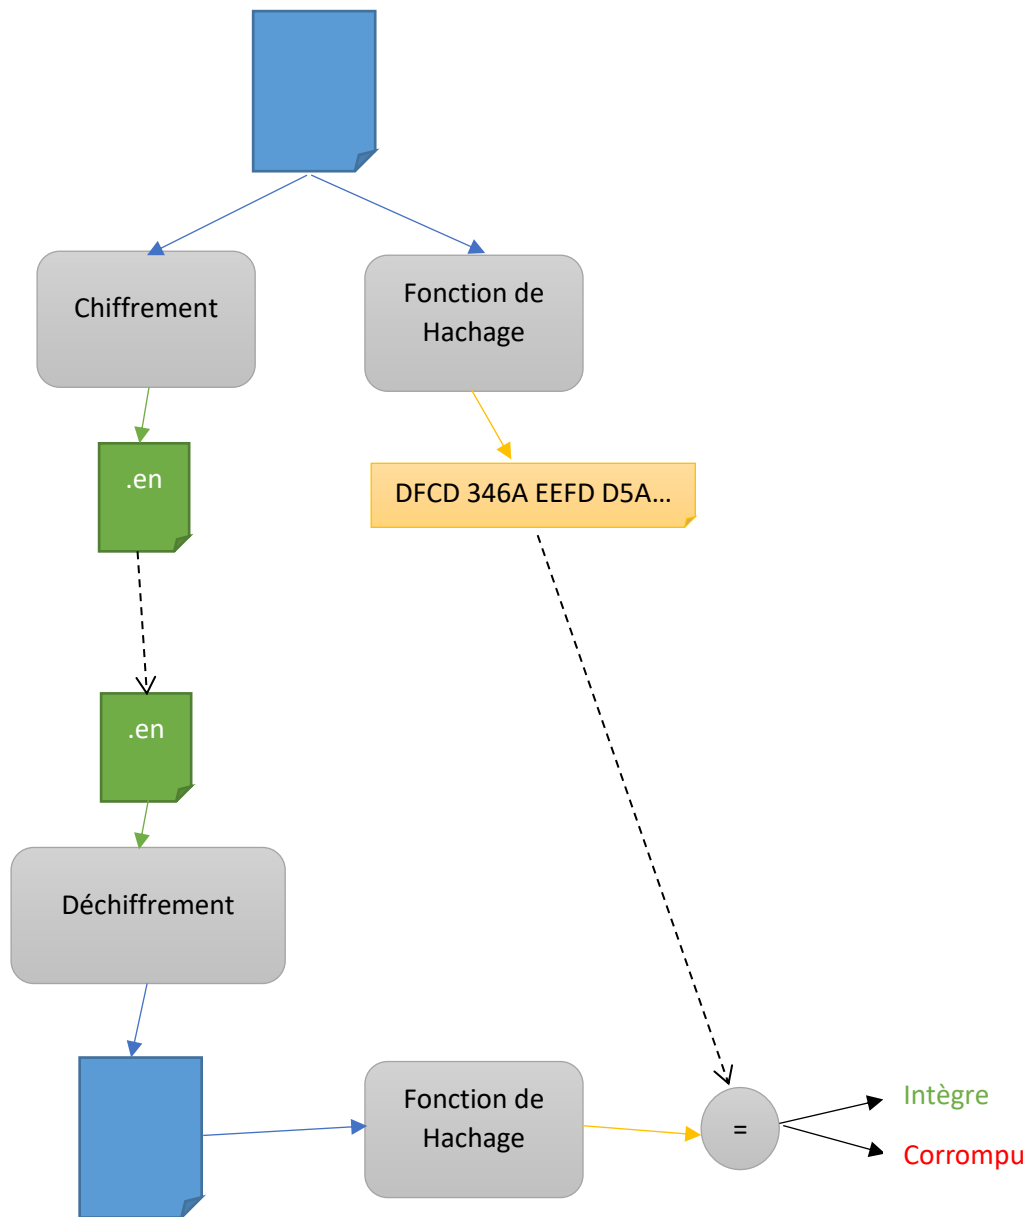 Chiffrement
Fonction de
Hachage
.en
DFCD 346A EEFD D5A…
.en
Déchiffrement
Fonction de
Hachage
=
Intègre
Corrompu